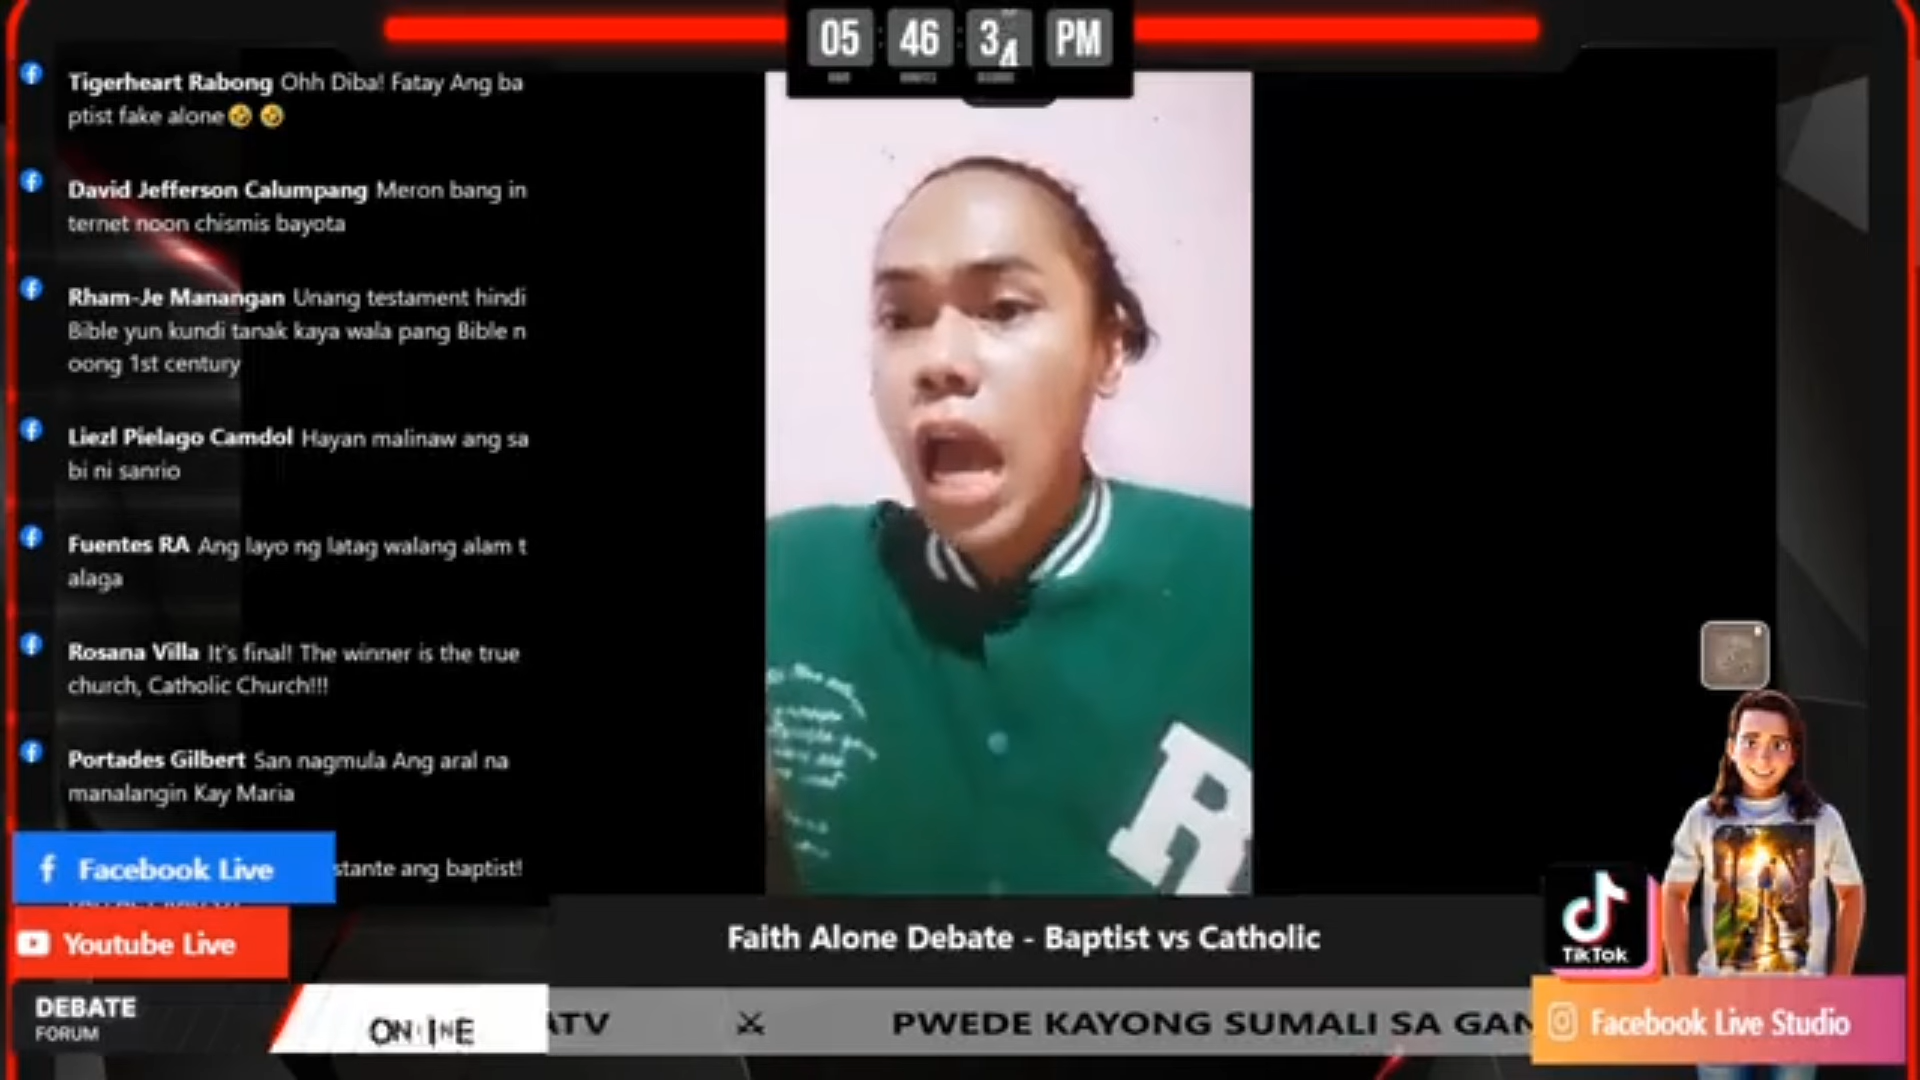 05 : 46 : 34 PM
Tigerheart Rabong Ohh Diba! Fatay Ang ba
ptist fake alone🤣 🤣
David Jefferson Calumpang Meron bang in
ternet noon chismis bayota
Rham-Je Manangan Unang testament hindi
Bible yun kundi tanak kaya wala pang Bible n
oong 1st century
Liezl Pielago Camdol Hayan malinaw ang sa
bi ni sanrio
Fuentes RA Ang layo ng latag walang alam t
alaga
Rosana Villa It's final! The winner is the true
church, Catholic Church!!!
Portades Gilbert San nagmula Ang aral na
manalangin Kay Maria
stante ang baptist!
Facebook Live
Youtube Live
R
Faith Alone Debate - Baptist vs Catholic
TikTok
DEBATE
FORUM
ONLINE
ATV ⚔ PWEDE KAYONG SUMALI SA GAN
Facebook Live Studio